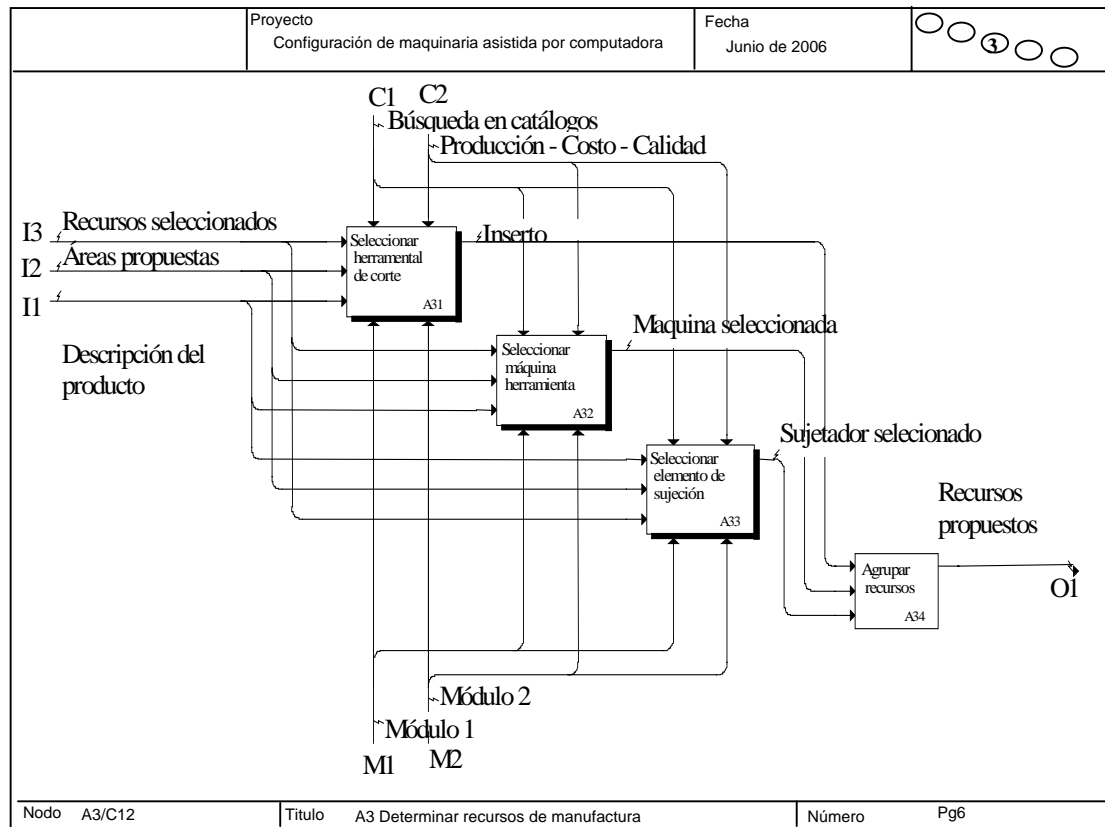 Proyecto
Configuración de maquinaria asistida por computadora
Fecha
Junio de 2006
3
C1
C2
Búsqueda en catálogos
Producción - Costo - Calidad
I3
Recursos seleccionados
I2
Áreas propuestas
I1
Descripción del
producto
Seleccionar
herramental
de corte
A31
Inserto
Seleccionar
máquina
herramienta
A32
Maquina seleccionada
Seleccionar
elemento de
sujeción
A33
Sujetador selecionado
Recursos
propuestos
Agrupar
recursos
A34
O1
Módulo 2
Módulo 1
M1
M2
Nodo A3/C12
Titulo A3 Determinar recursos de manufactura
Número Pg6